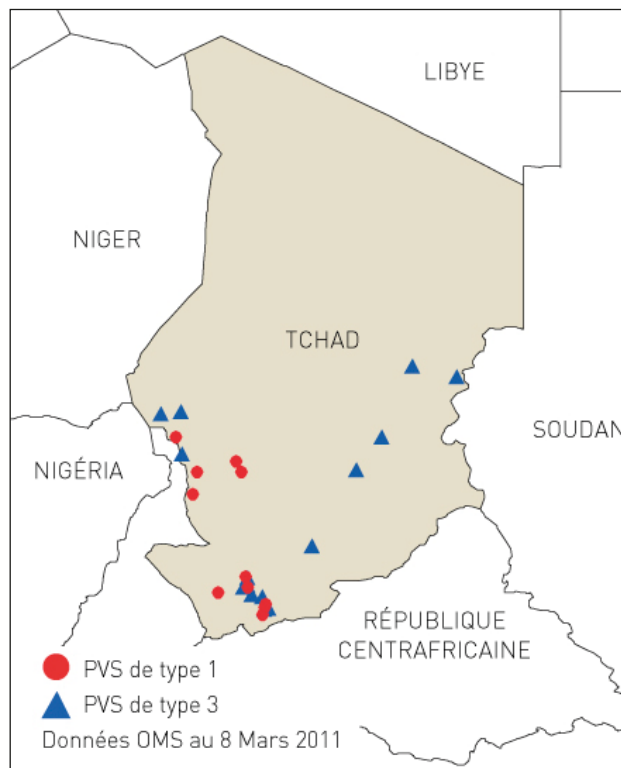 LIBYE
NIGER
TCHAD
SOUDAN
NIGÉRIA
RÉPUBLIQUE
CENTRAFRICAINE
PVS de type 1
PVS de type 3
Données OMS au 8 Mars 2011